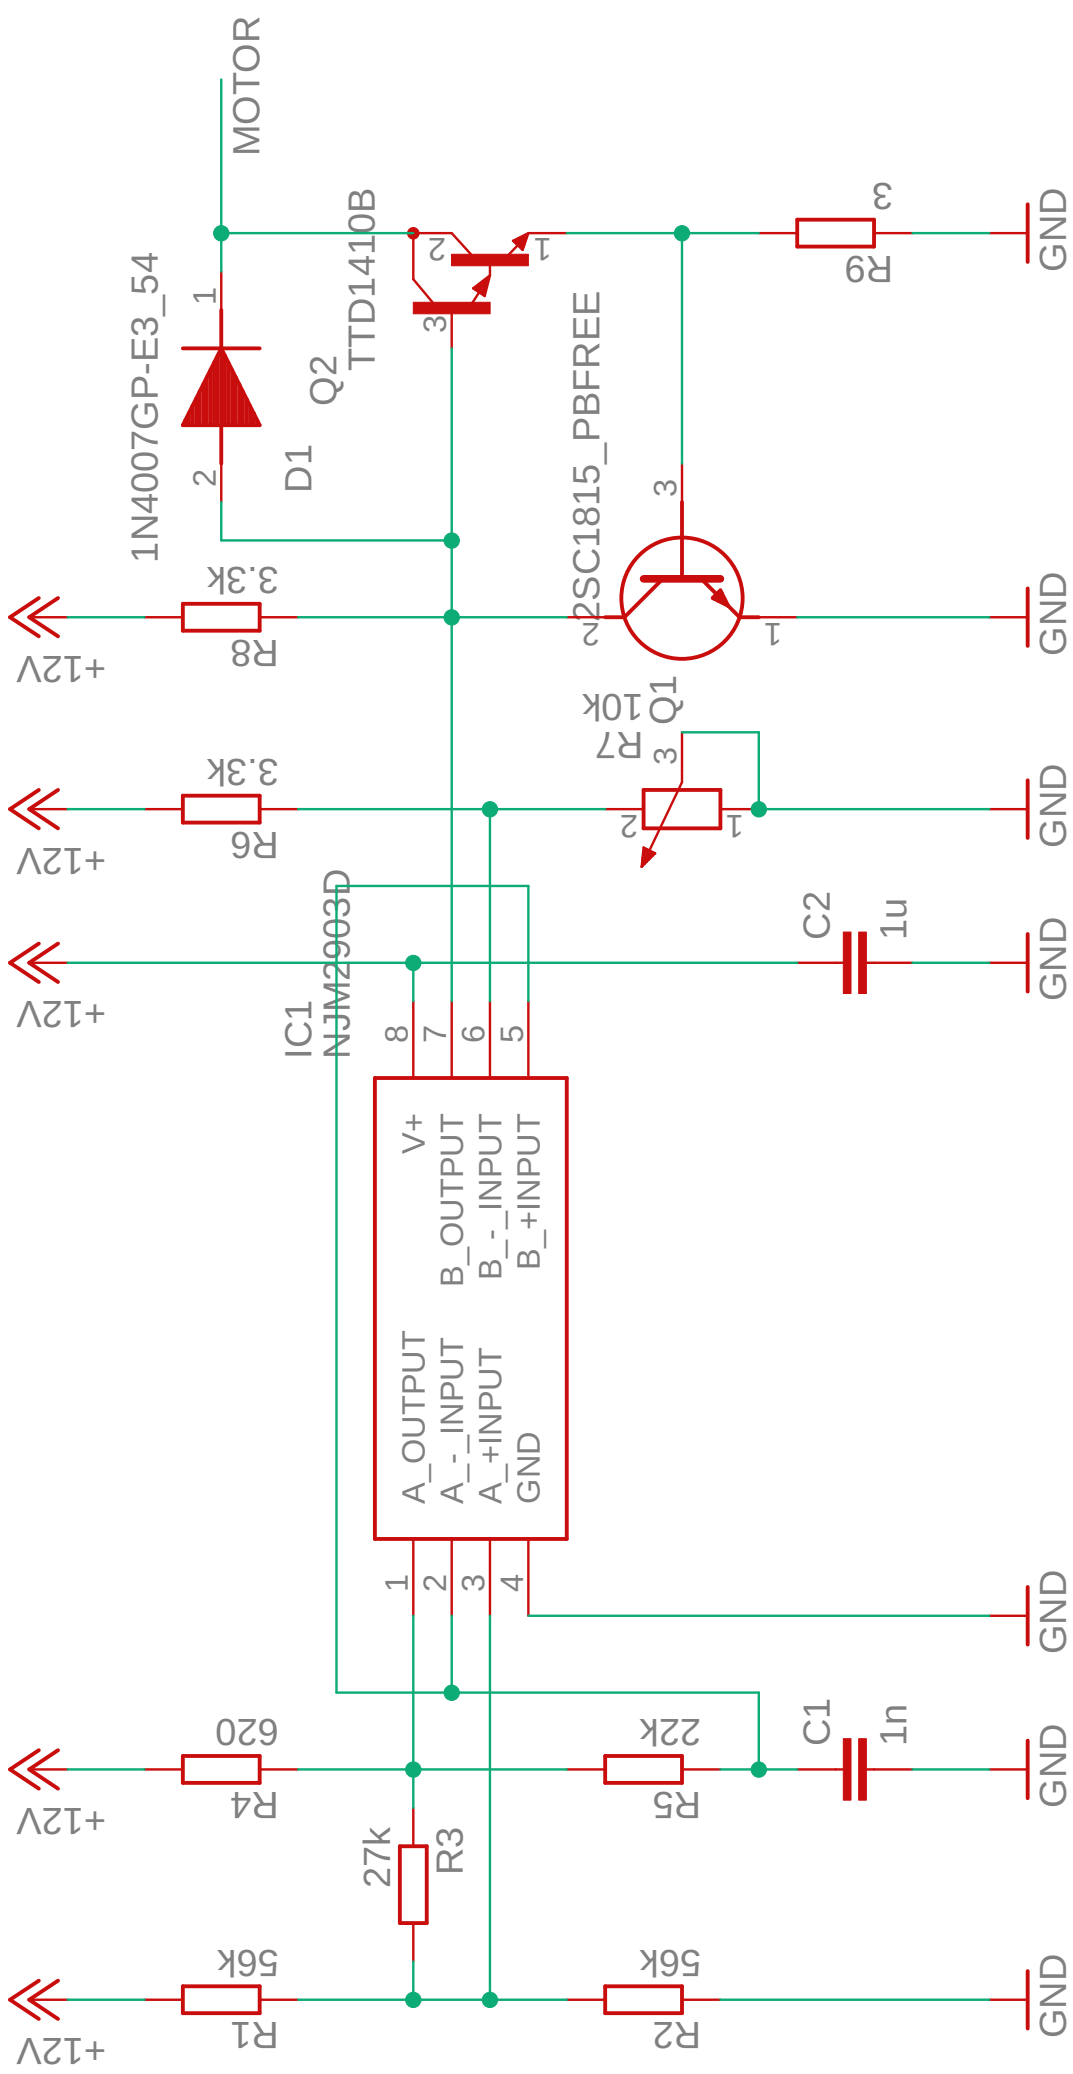 MOTOR
1N4007GP-E3_54
1
2
D1
Q2
TTD1410B
2
1
3
R9
3
GND
+12V
R8
3.3k
2SC1815_PBFREE
3
2
1
Q1
GND
+12V
R6
3.3k
R7
10k
3
2
1
GND
+12V
C2
1u
GND
IC1
NJM2903D
8
7
6
5
V+
B_OUTPUT
B_-_INPUT
B_+INPUT
A_OUTPUT
A_-_INPUT
A_+INPUT
GND
1
2
3
4
GND
+12V
R4
620
R5
22k
C1
1n
GND
27k
R3
+12V
R1
56k
R2
56k
GND